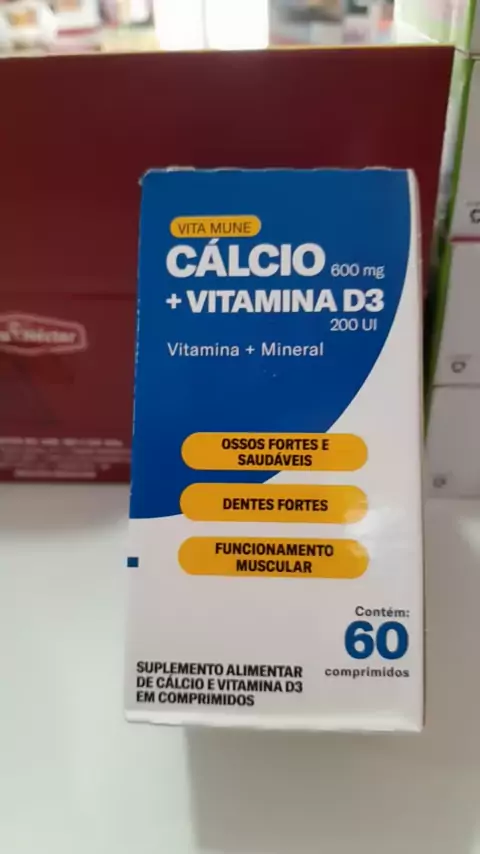 VITA MUNE
CÁLCIO 600 mg
+ VITAMINA D3
200 UI
Vitamina + Mineral
OSSOS FORTES E
SAUDÁVEIS
DENTES FORTES
FUNCIONAMENTO
MUSCULAR
Contém:
60
comprimidos
SUPLEMENTO ALIMENTAR
DE CÁLCIO E VITAMINA D3
EM COMPRIMIDOS